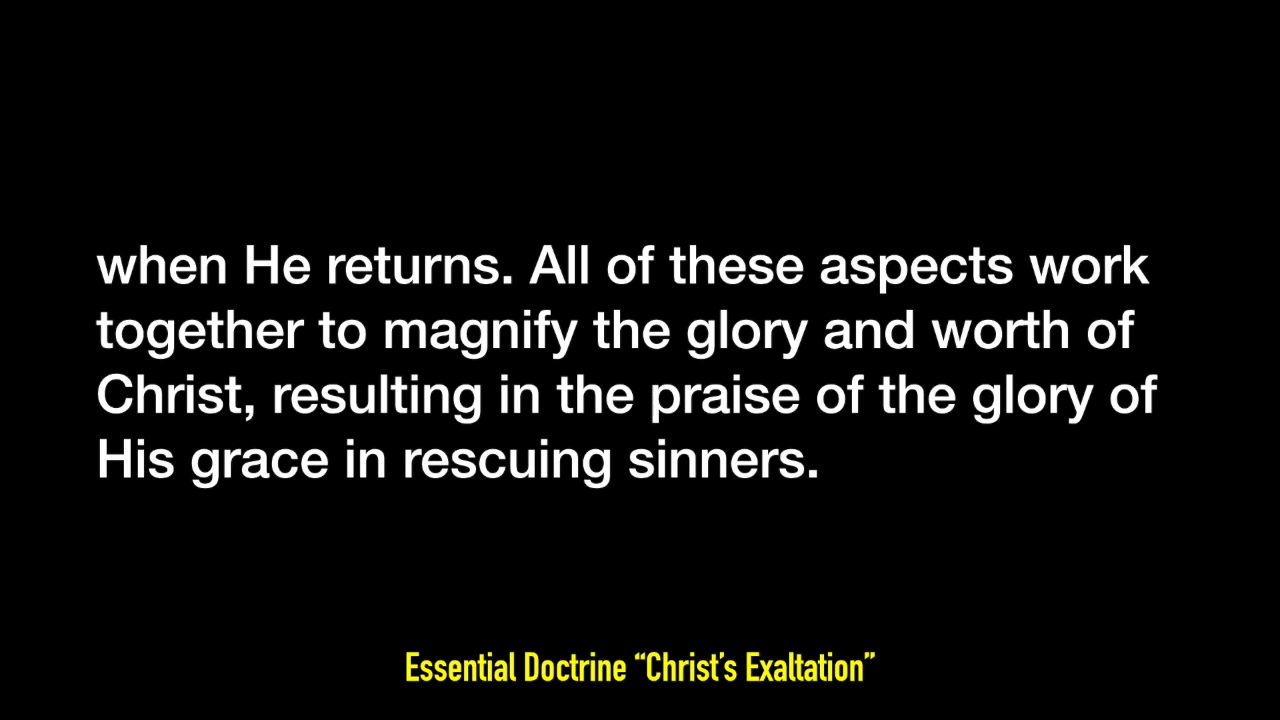 when He returns. All of these aspects work
together to magnify the glory and worth of
Christ, resulting in the praise of the glory of
His grace in rescuing sinners.
Essential Doctrine “Christ’s Exaltation”